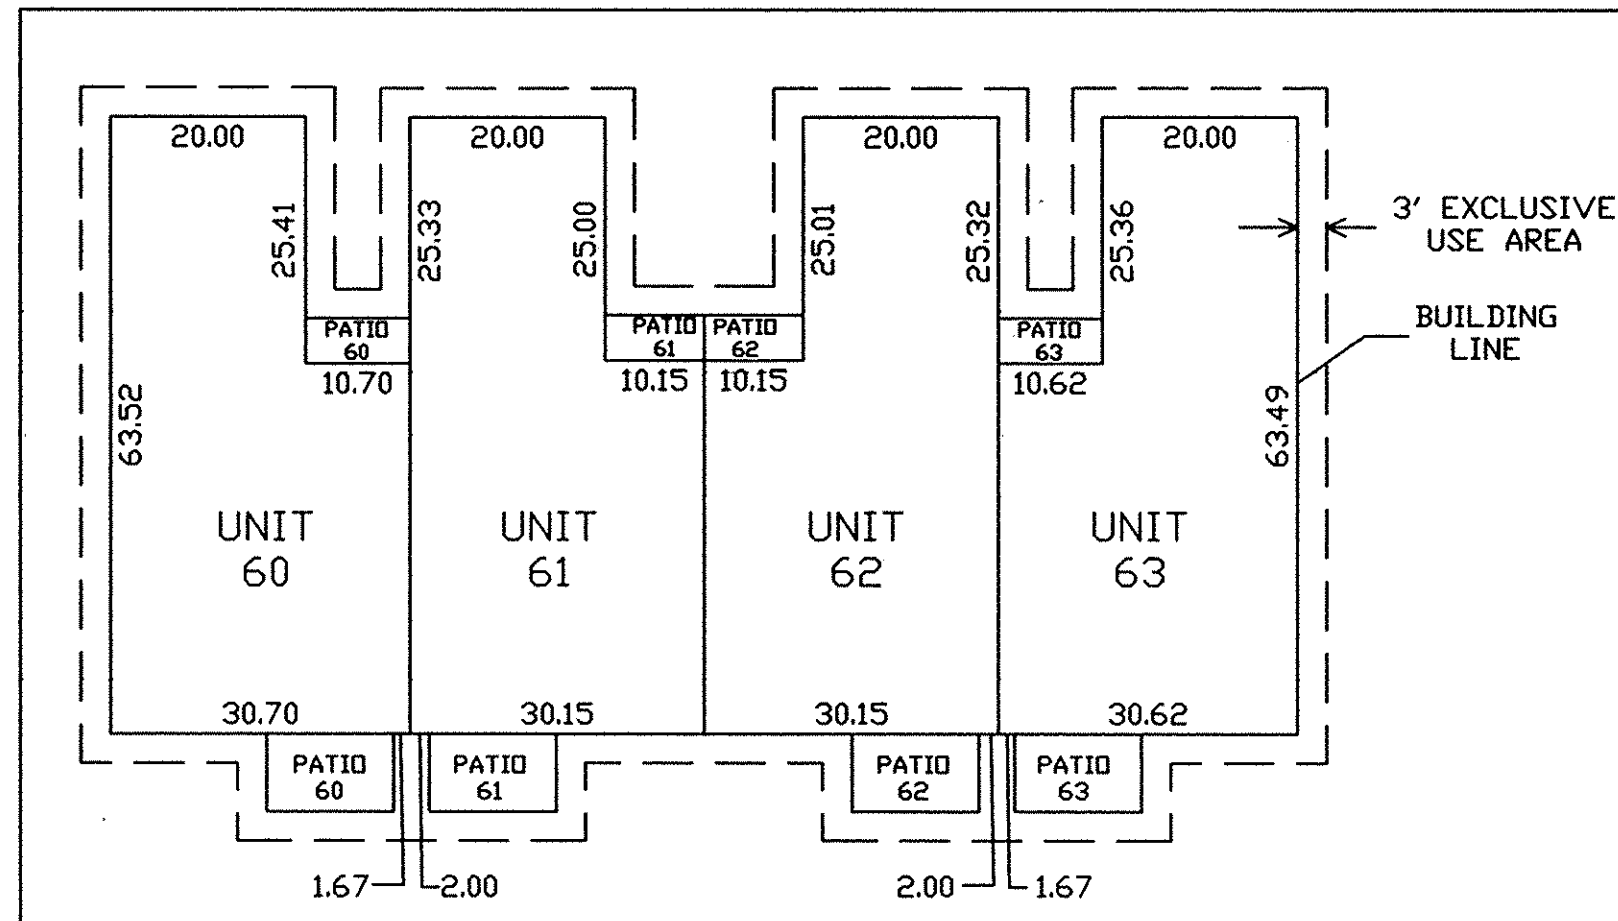 20.00
20.00
20.00
20.00
25.41
25.33
25.00
25.01
25.32
25.36
3' EXCLUSIVE
USE AREA
BUILDING
LINE
PATIO
60
PATIO
61
PATIO
62
PATIO
63
10.70
10.15
10.15
10.62
63.52
63.49
UNIT
60
UNIT
61
UNIT
62
UNIT
63
30.70
30.15
30.15
30.62
PATIO
60
PATIO
61
PATIO
62
PATIO
63
1.67
2.00
2.00
1.67